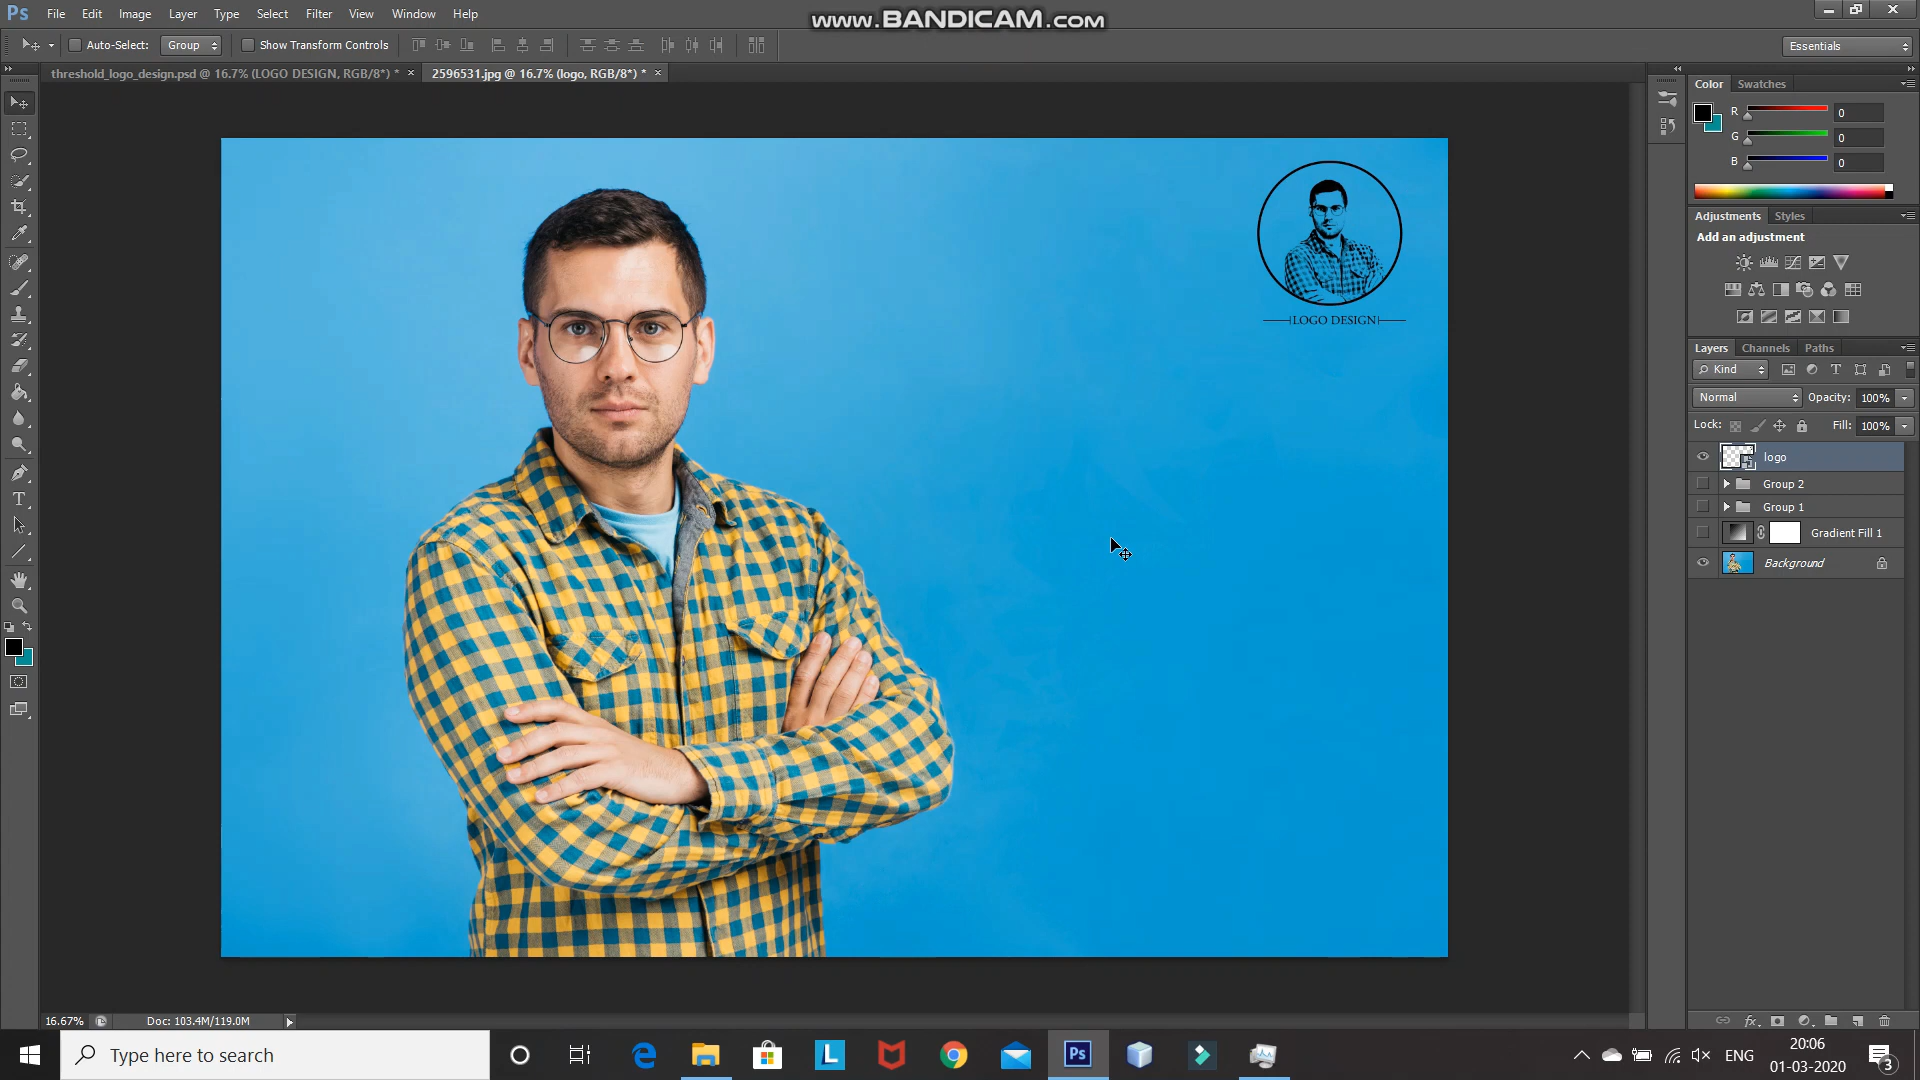 Ps File Edit Image Layer Type Select Filter View Window Help
www.BANDICAM.com
Auto-Select: Group Show Transform Controls
Essentials
threshold_logo_design.psd @ 16.7% (LOGO DESIGN, RGB/8*) * ×
2596531.jpg @ 16.7% (logo, RGB/8*) * ×
Color Swatches
R 0
G 0
B 0
Adjustments Styles
Add an adjustment
LOGO DESIGN
Layers Channels Paths
Kind
Normal Opacity: 100%
Lock: Fill: 100%
logo
Group 2
Group 1
Gradient Fill 1
Background
16.67% Doc: 103.4M/119.0M
Type here to search
L
Ps
ENG
20:06
01-03-2020
3